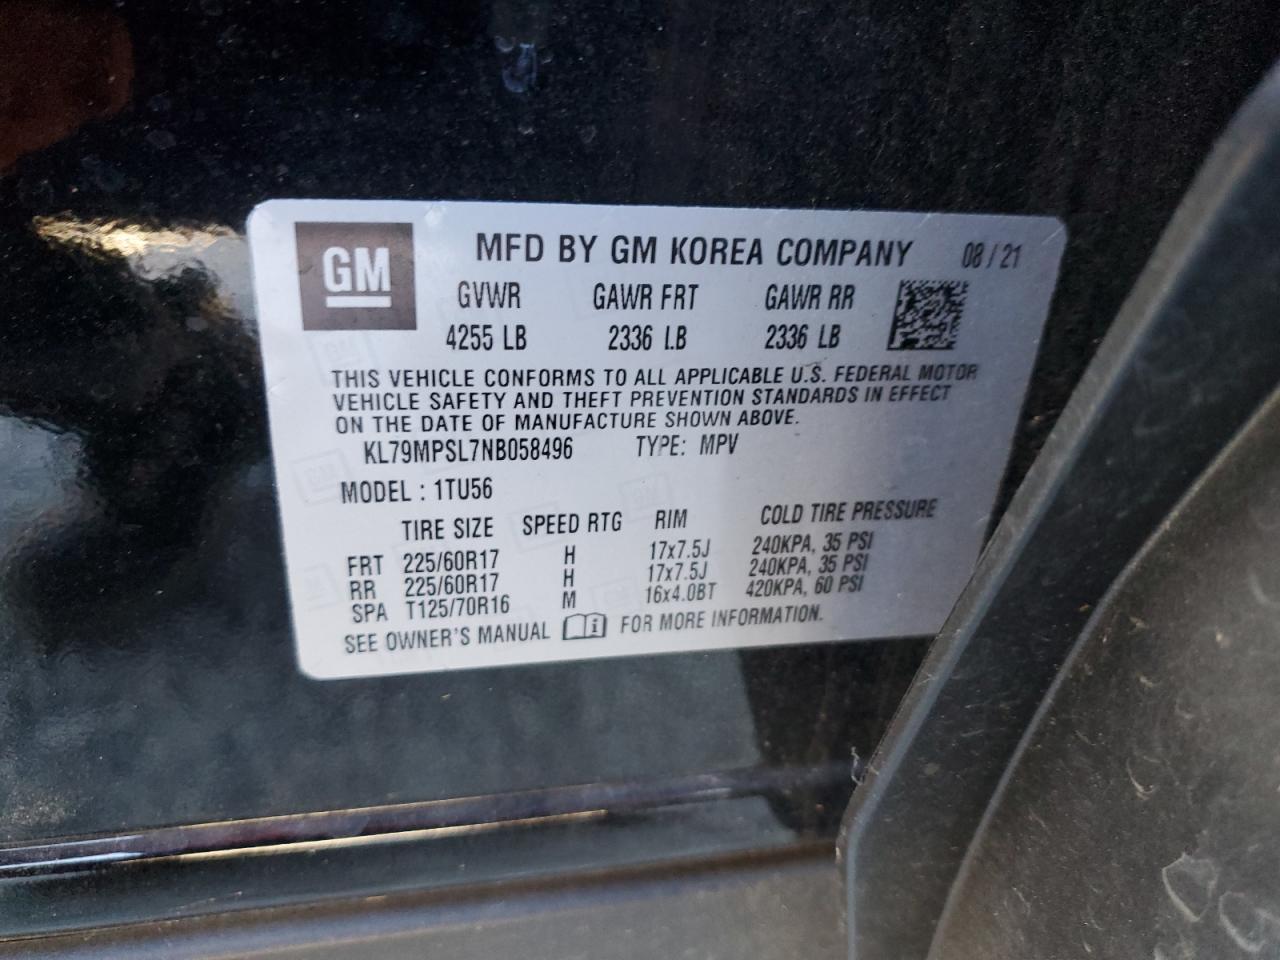 GM MFD BY GM KOREA COMPANY 08 / 21
GVWR GAWR FRT GAWR RR
4255 LB 2336 LB 2336 LB
THIS VEHICLE CONFORMS TO ALL APPLICABLE U.S. FEDERAL MOTOR
VEHICLE SAFETY AND THEFT PREVENTION STANDARDS IN EFFECT
ON THE DATE OF MANUFACTURE SHOWN ABOVE.
KL79MPSL7NB058496 TYPE: MPV
MODEL : 1TU56
TIRE SIZE SPEED RTG RIM COLD TIRE PRESSURE
FRT 225/60R17 H 17x7.5J 240KPA, 35 PSI
RR 225/60R17 H 17x7.5J 240KPA, 35 PSI
SPA T125/70R16 M 16x4.0BT 420KPA, 60 PSI
SEE OWNER'S MANUAL i FOR MORE INFORMATION.